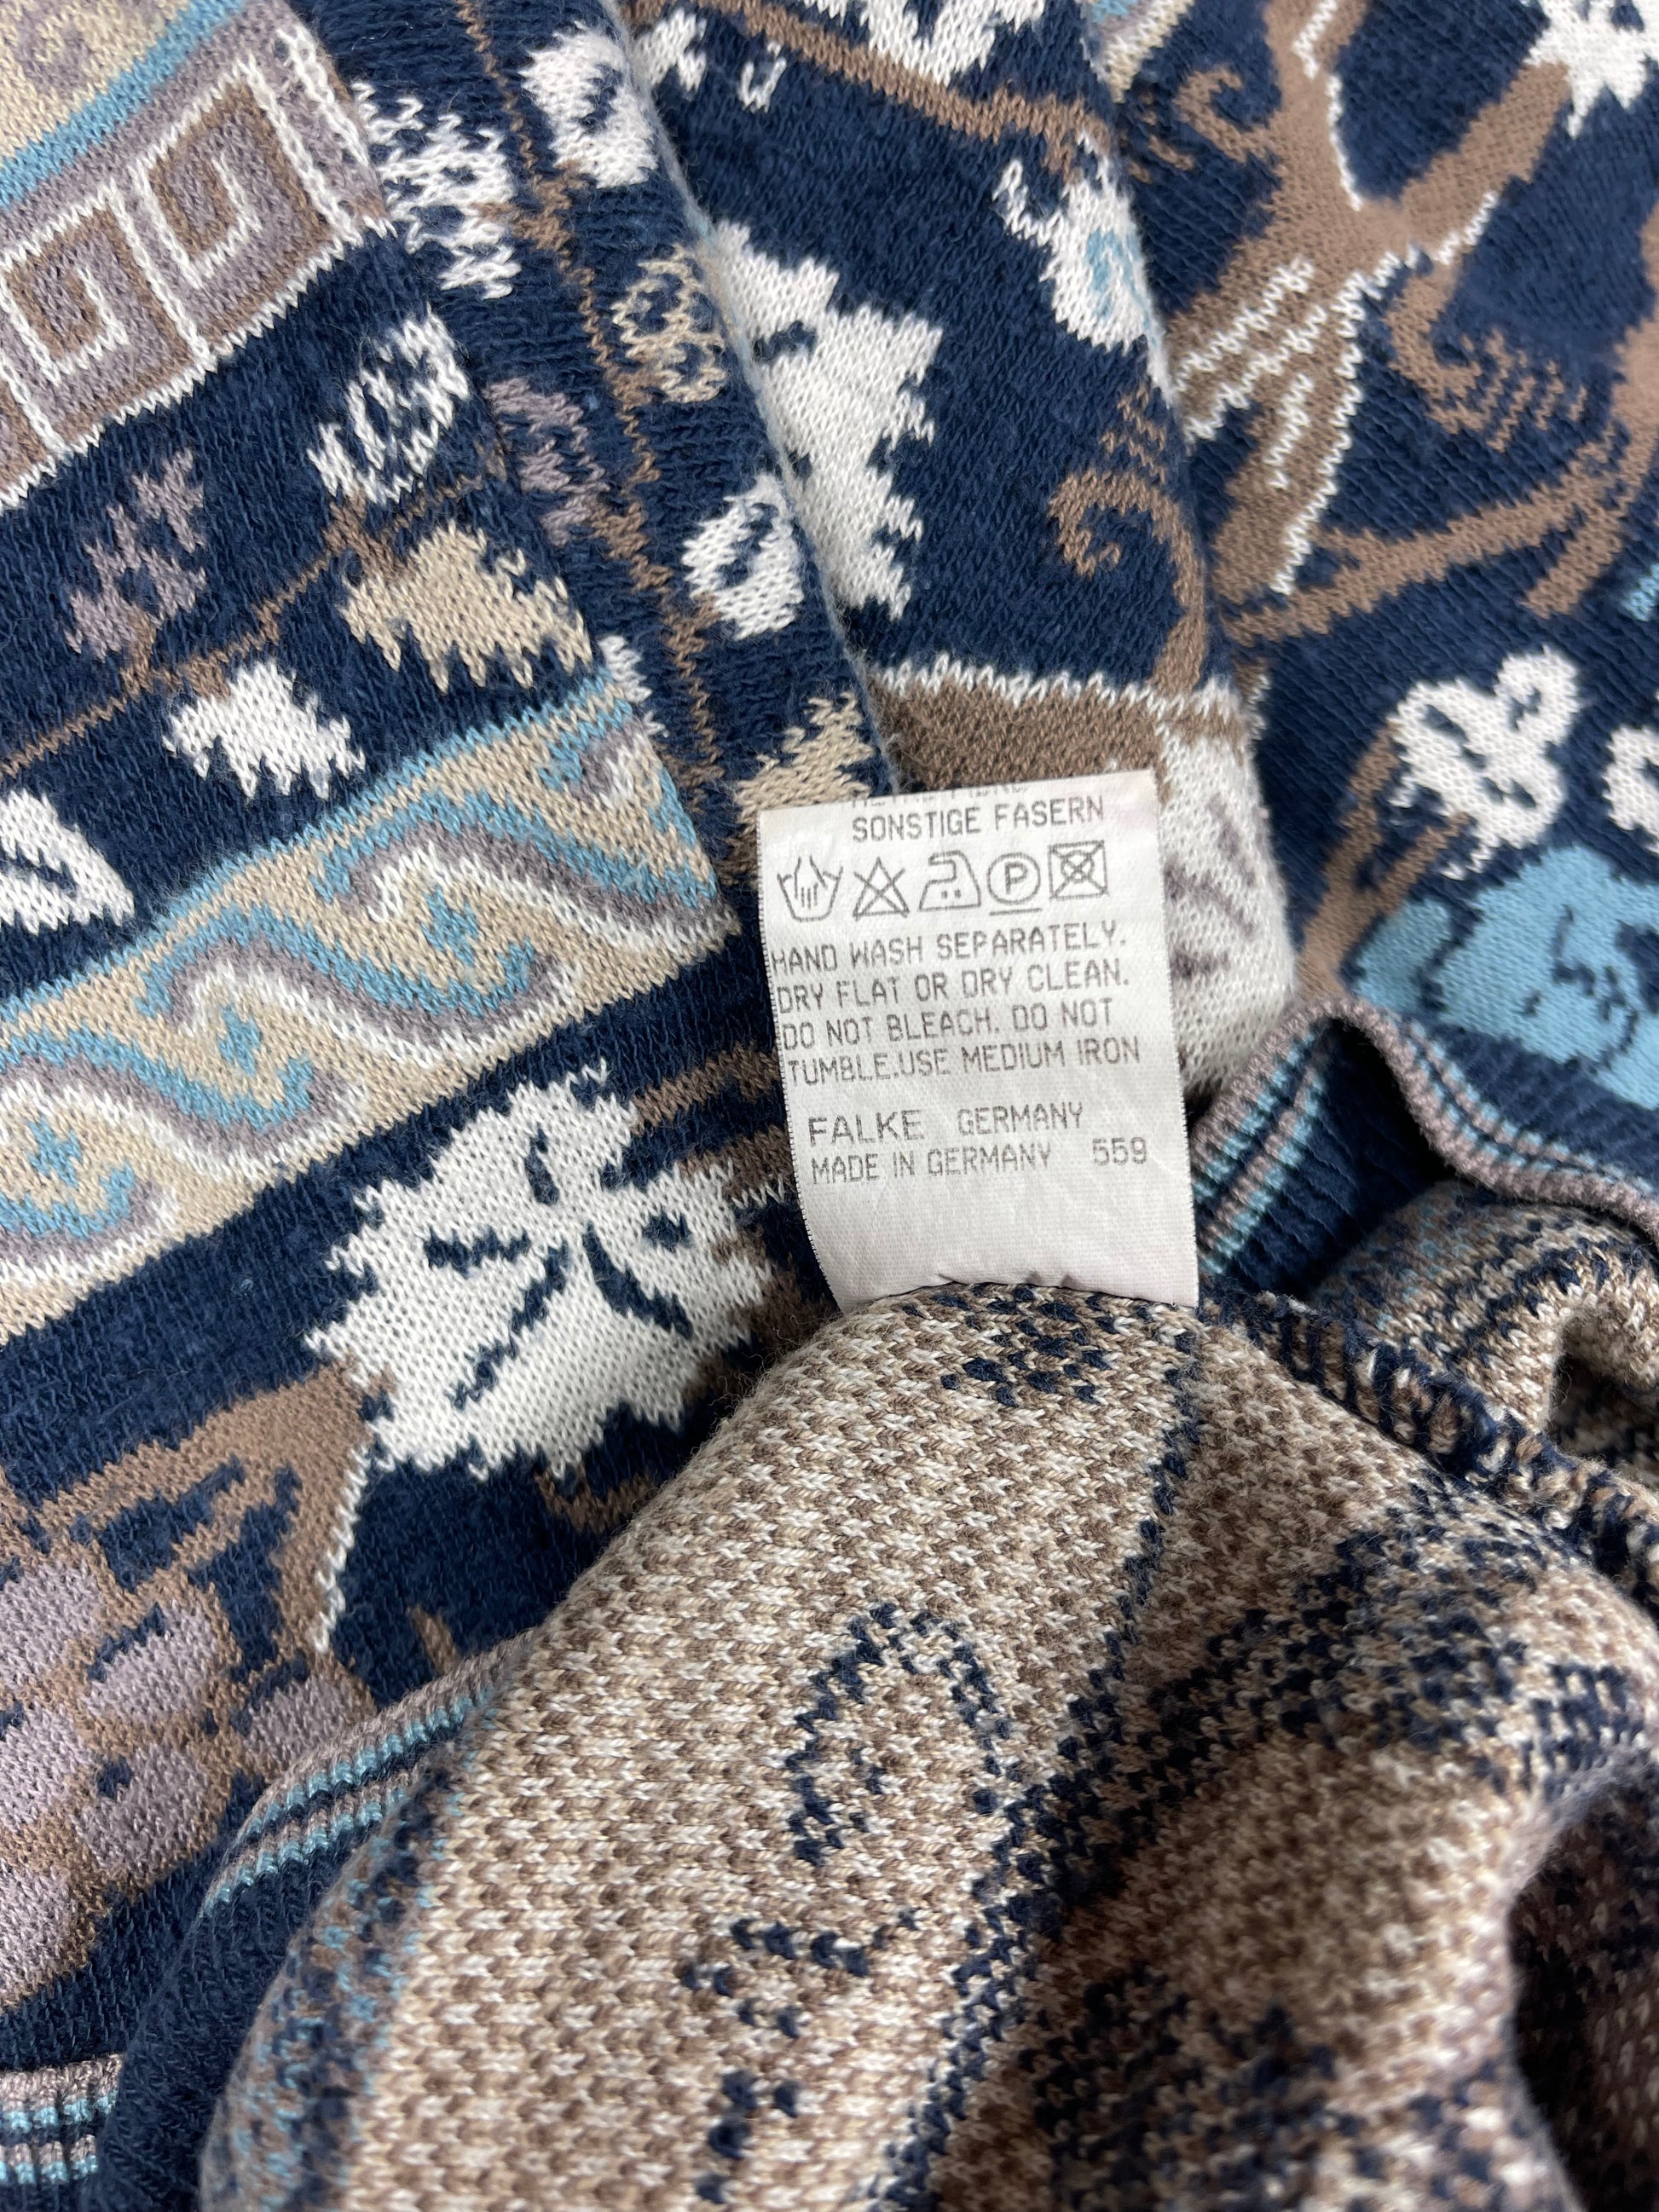 SONSTIGE FASERN
P
HAND WASH SEPARATELY.
DRY FLAT OR DRY CLEAN.
DO NOT BLEACH. DO NOT
TUMBLE.USE MEDIUM IRON
FALKE GERMANY
MADE IN GERMANY 559